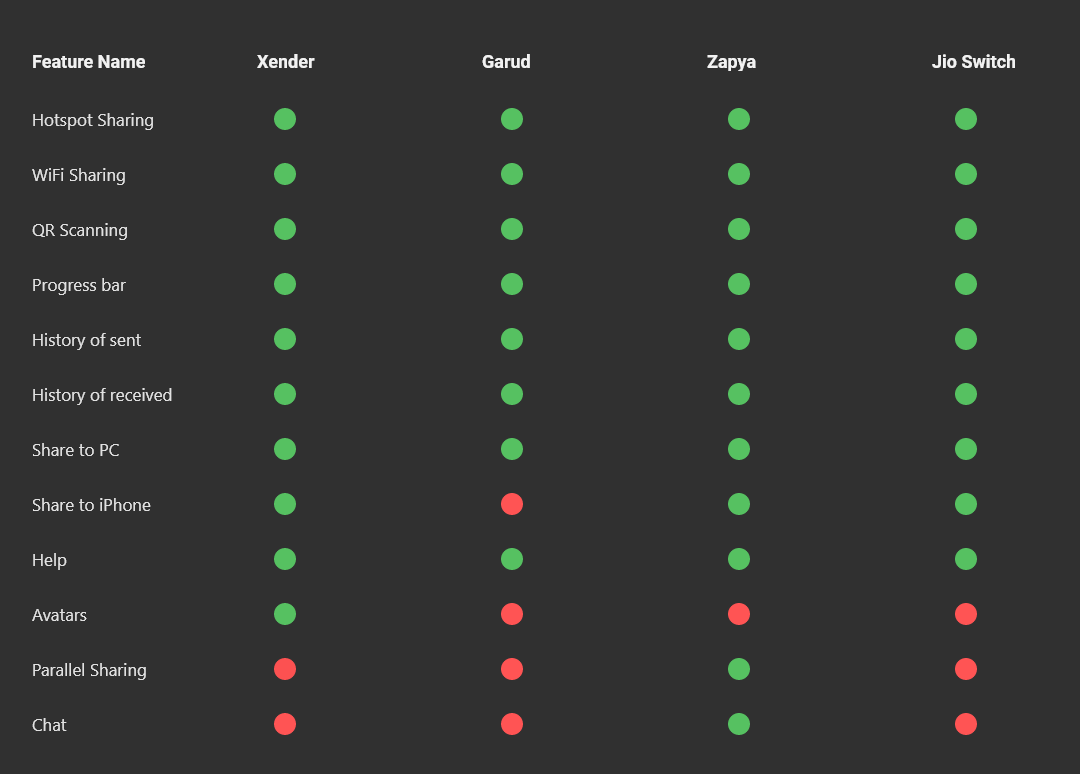 Feature Name Xender Garud Zapya Jio Switch
Hotspot Sharing
WiFi Sharing
QR Scanning
Progress bar
History of sent
History of received
Share to PC
Share to iPhone
Help
Avatars
Parallel Sharing
Chat